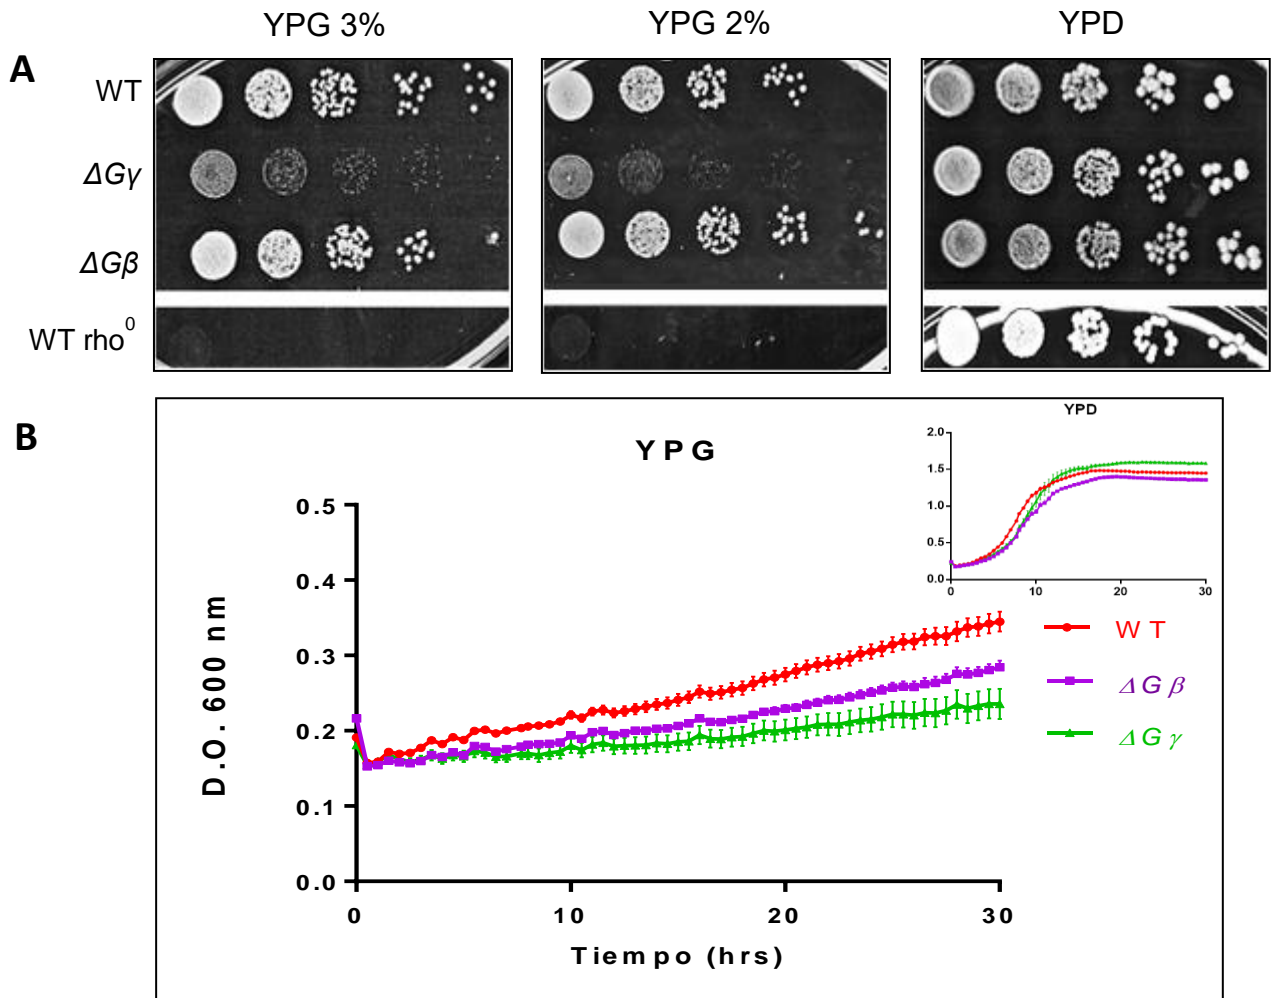 YPG 3% YPG 2% YPD
A
WT
ΔGγ
ΔGβ
WT rho⁰
B
YPG
0.5
0.4
0.3
0.2
0.1
0.0
D.O. 600 nm
0 10 20 30
Tiempo (hrs)
YPD
2.0
1.5
1.0
0.5
0.0
0 10 20 30
WT
ΔGβ
ΔGγ